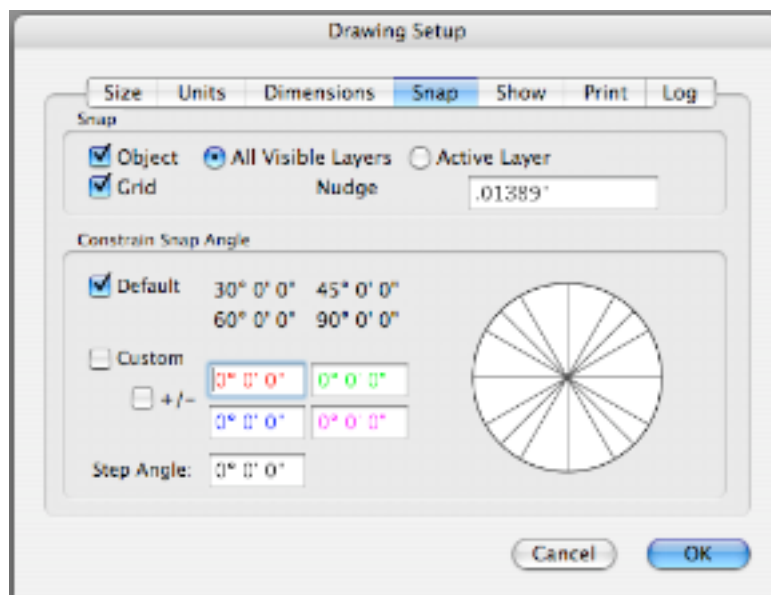 Drawing Setup
Size Units Dimensions Snap Show Print Log
Snap
Object All Visible Layers Active Layer
Grid Nudge .01389"
Constrain Snap Angle
Default 30° 0' 0" 45° 0' 0"
60° 0' 0" 90° 0' 0"
Custom
0° 0' 0" 0° 0' 0"
+/-
0° 0' 0" 0° 0' 0"
Step Angle: 0° 0' 0"
Cancel OK